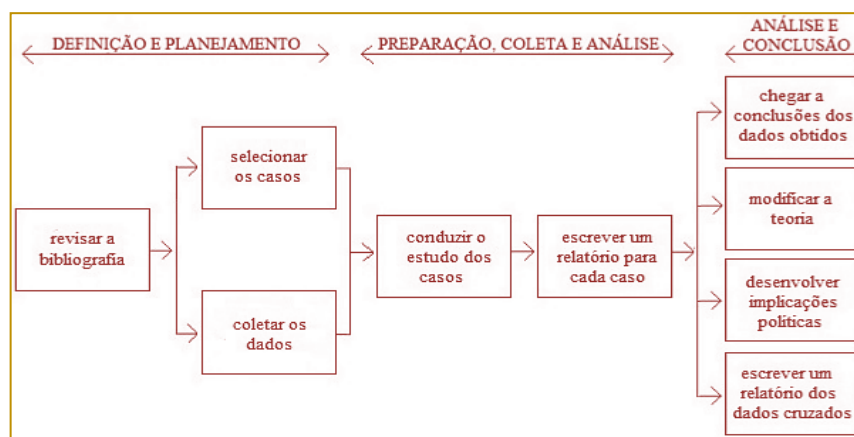 DEFINIÇÃO E PLANEJAMENTO
PREPARAÇÃO, COLETA E ANÁLISE
ANÁLISE E
CONCLUSÃO
revisar a
bibliografia
selecionar
os casos
coletar os
dados
conduzir o
estudo dos
casos
escrever um
relatório para
cada caso
chegar a
conclusões dos
dados obtidos
modificar a
teoria
desenvolver
implicações
políticas
escrever um
relatório dos
dados cruzados